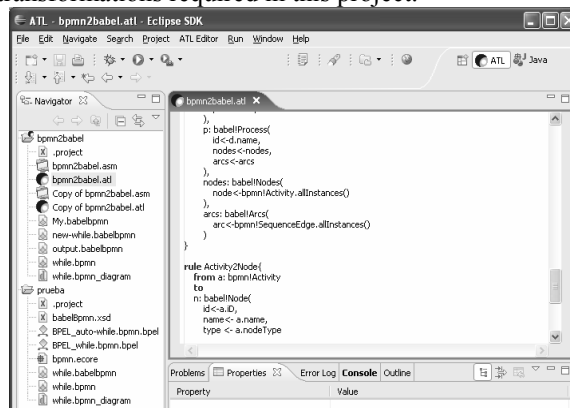 transformations required in this project.
ATL - bpmn2babel.atl - Eclipse SDK
File Edit Navigate Search Project ATL Editor Run Window Help
ATL Java
Navigator
bpmn2babel.atl
bpmn2babel
.project
bpmn2babel.asm
bpmn2babel.atl
Copy of bpmn2babel.asm
Copy of bpmn2babel.atl
My.babelbpmn
new-while.babelbpmn
output.babelbpmn
while.bpmn
while.bpmn_diagram
prueba
.project
babelBpmn.xsd
BPEL_auto-while.bpmn.bpel
BPEL_while.bpmn.bpel
bpmn.ecore
while.babelbpmn
while.bpmn
while.bpmn_diagram
),
p: babel!Process(
id<-d.name,
nodes<-nodes,
arcs<-arcs
),
nodes: babel!Nodes(
node<-bpmn!Activity.allInstances()
),
arcs: babel!Arcs(
arc<-bpmn!SequenceEdge.allInstances()
)
}
rule Activity2Node{
from a: bpmn!Activity
to
n: babel!Node(
id<-a.iD,
name<- a.name,
type <- a.nodeType
Problems Properties Error Log Console Outline
Property Value